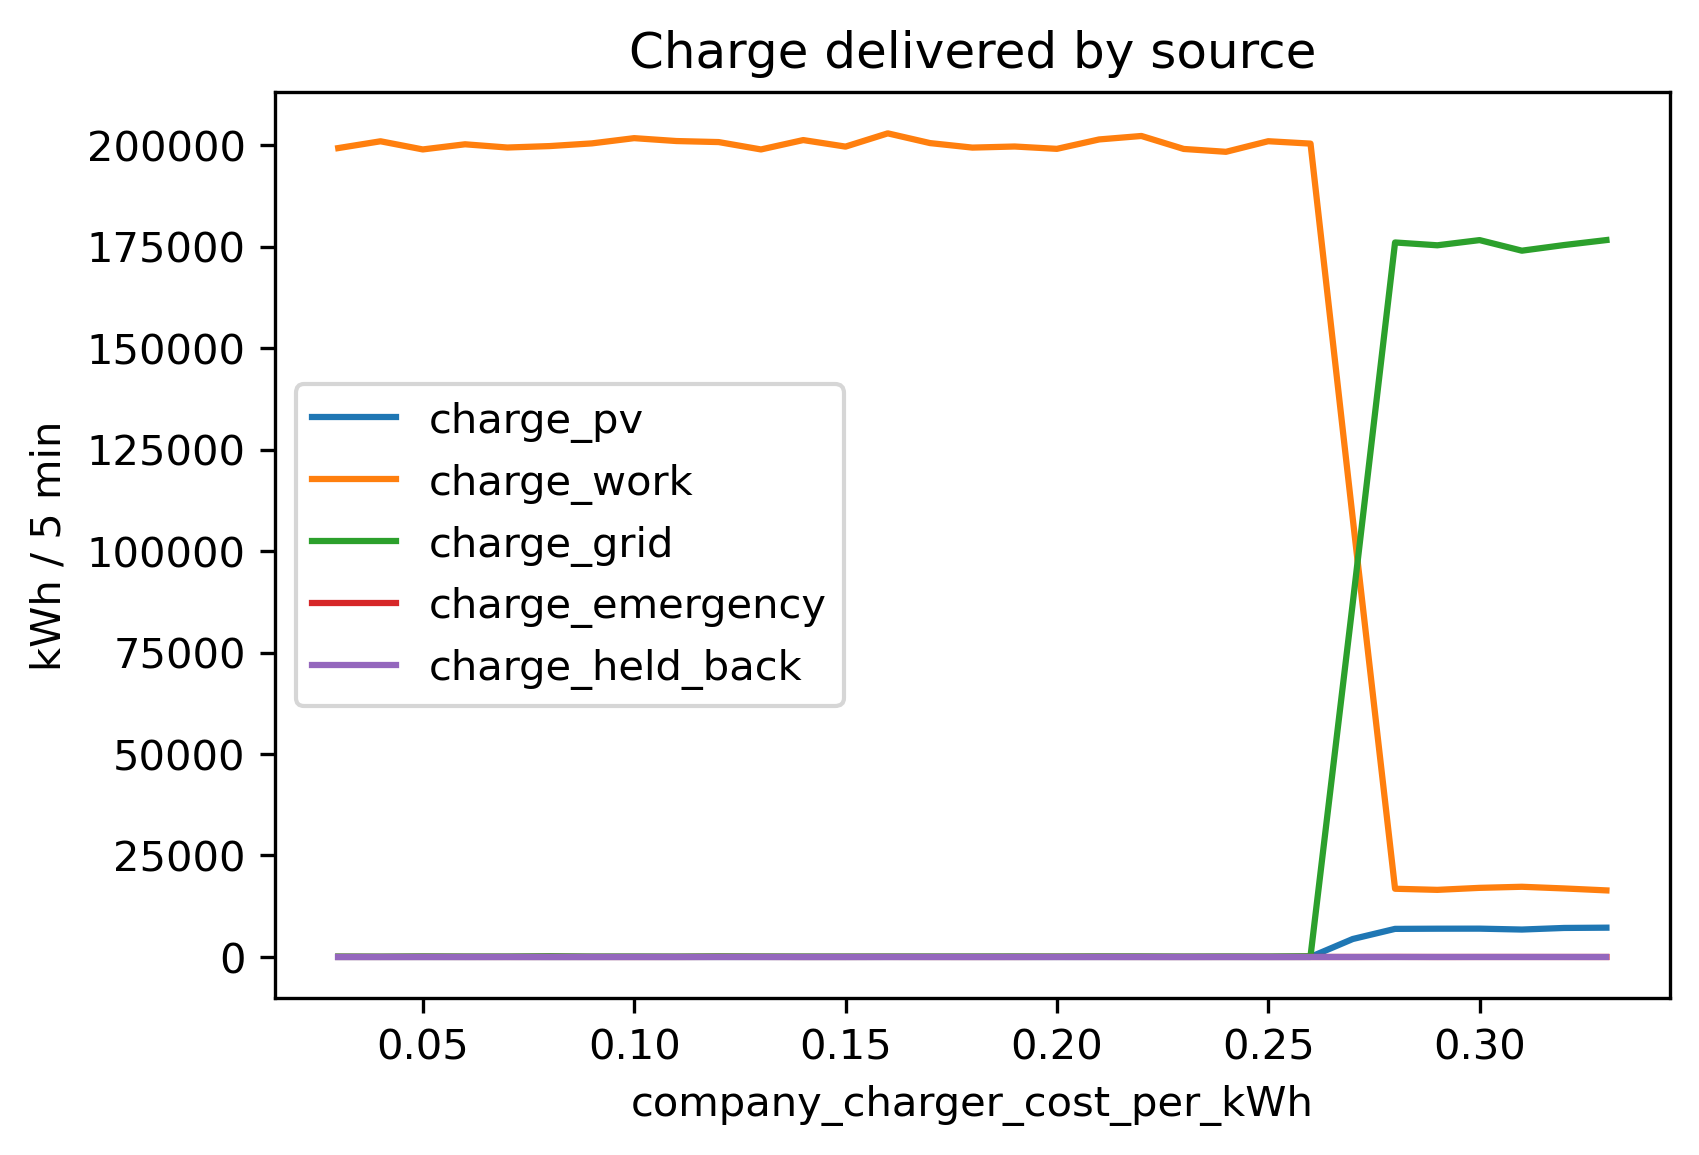 Charge delivered by source
kWh / 5 min
200000
175000
150000
125000
100000
75000
50000
25000
0
charge_pv
charge_work
charge_grid
charge_emergency
charge_held_back
0.05 0.10 0.15 0.20 0.25 0.30
company_charger_cost_per_kWh